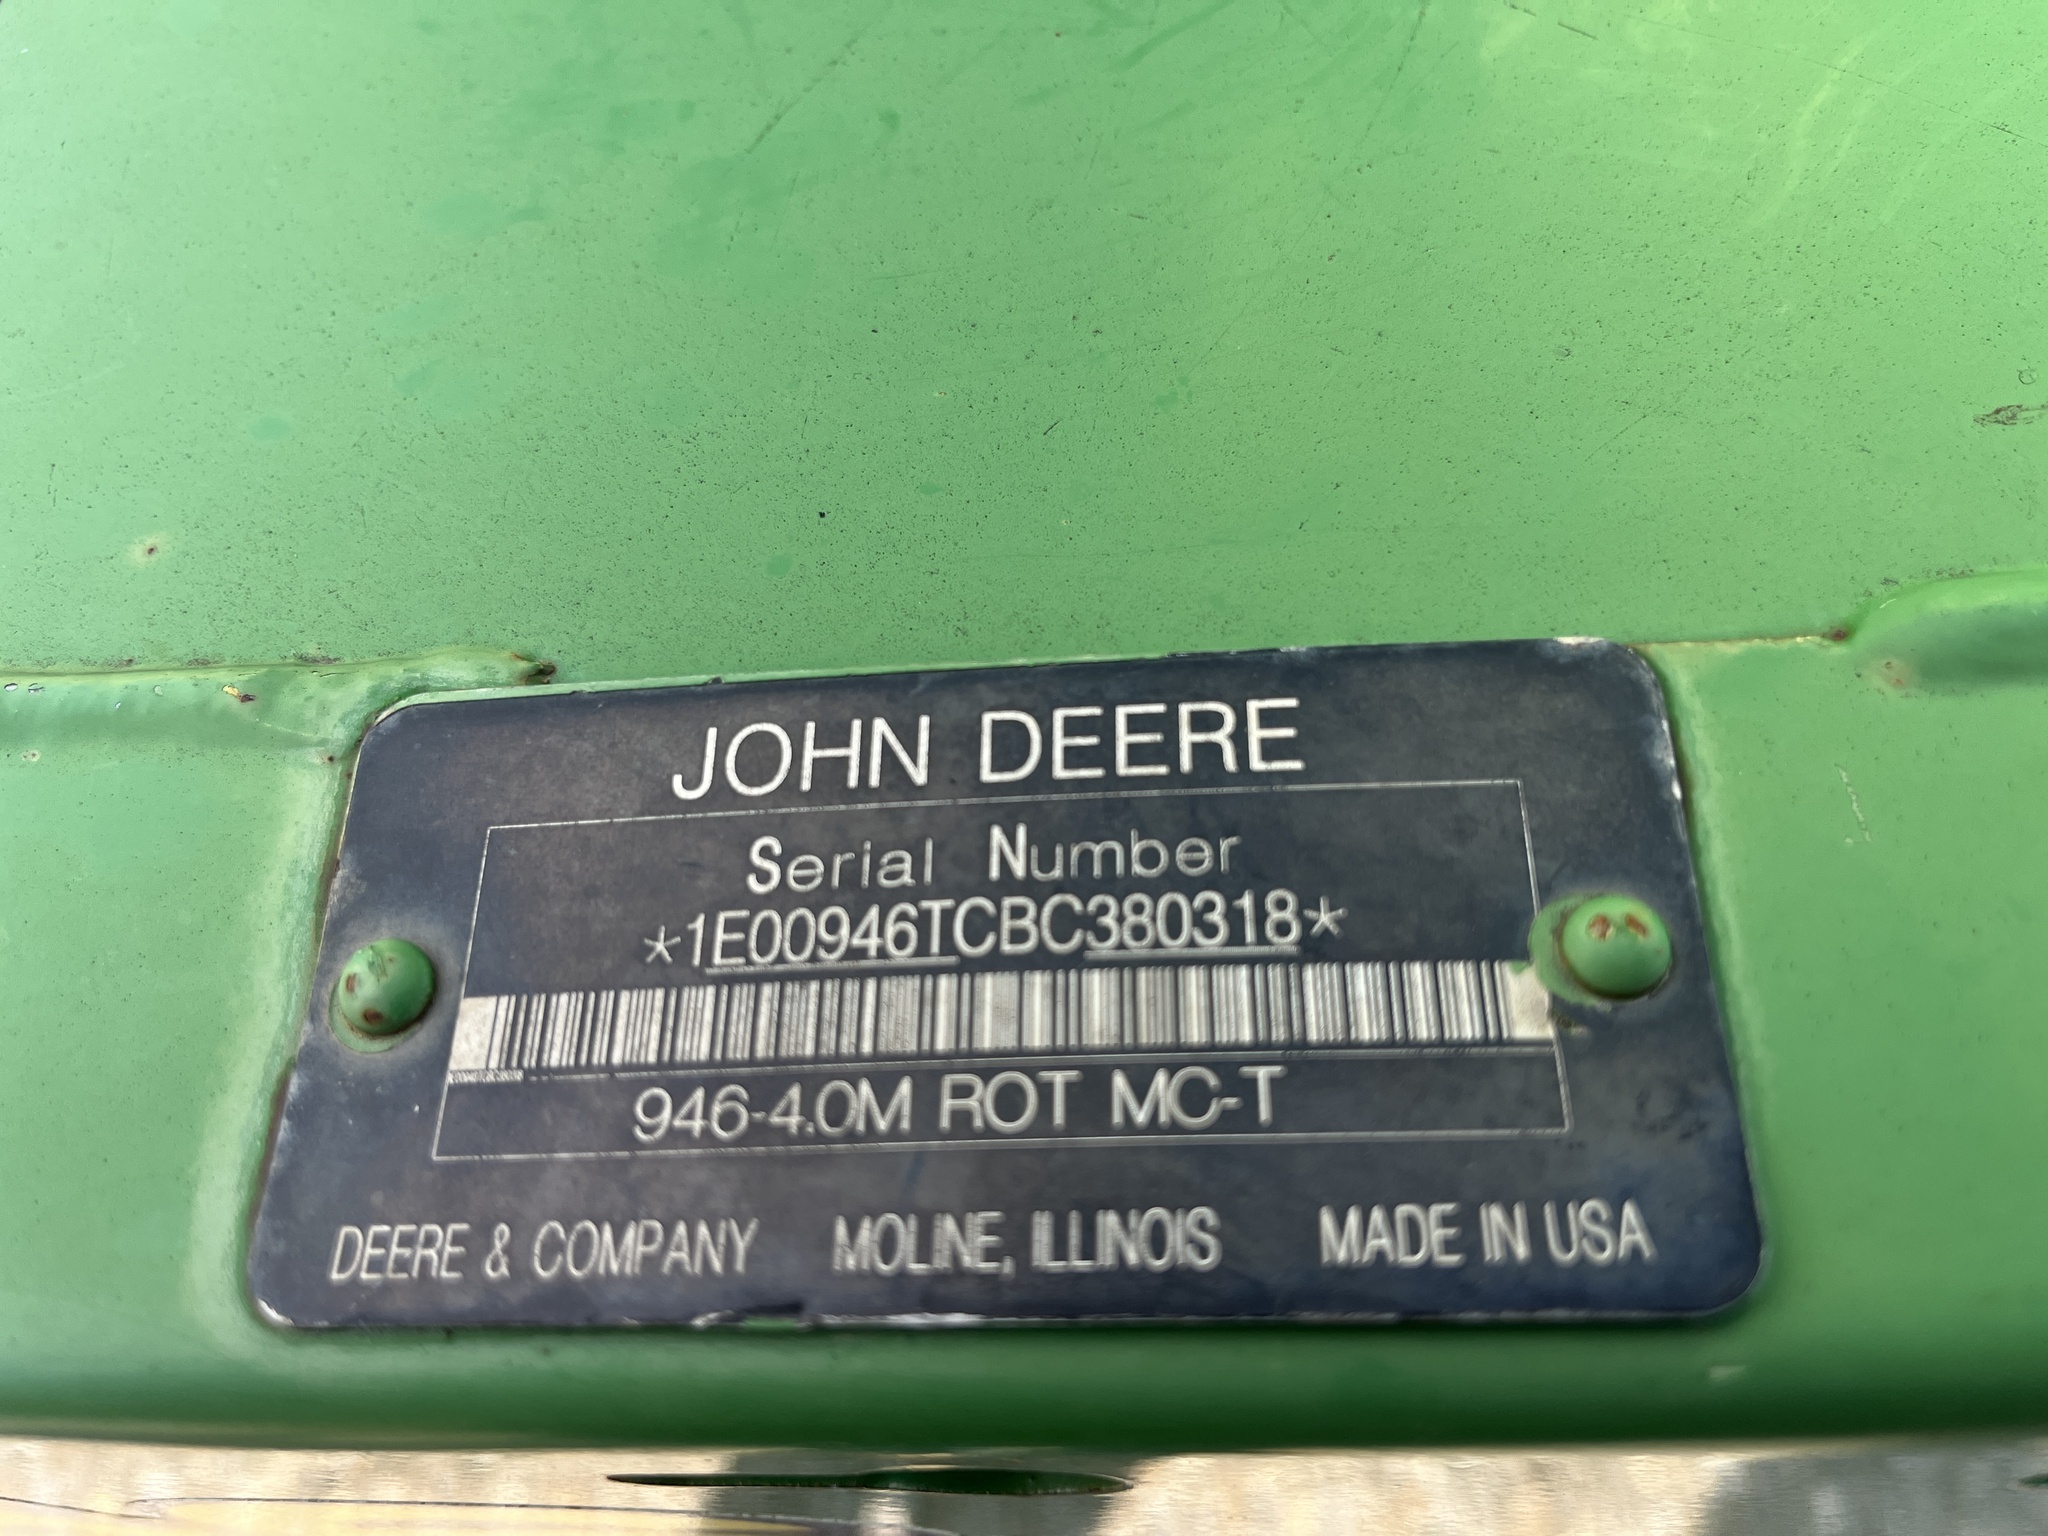 JOHN DEERE
Serial Number
*1E00946TCBC380318*
946-4.0M ROT MC-T
DEERE & COMPANY MOLINE, ILLINOIS MADE IN USA